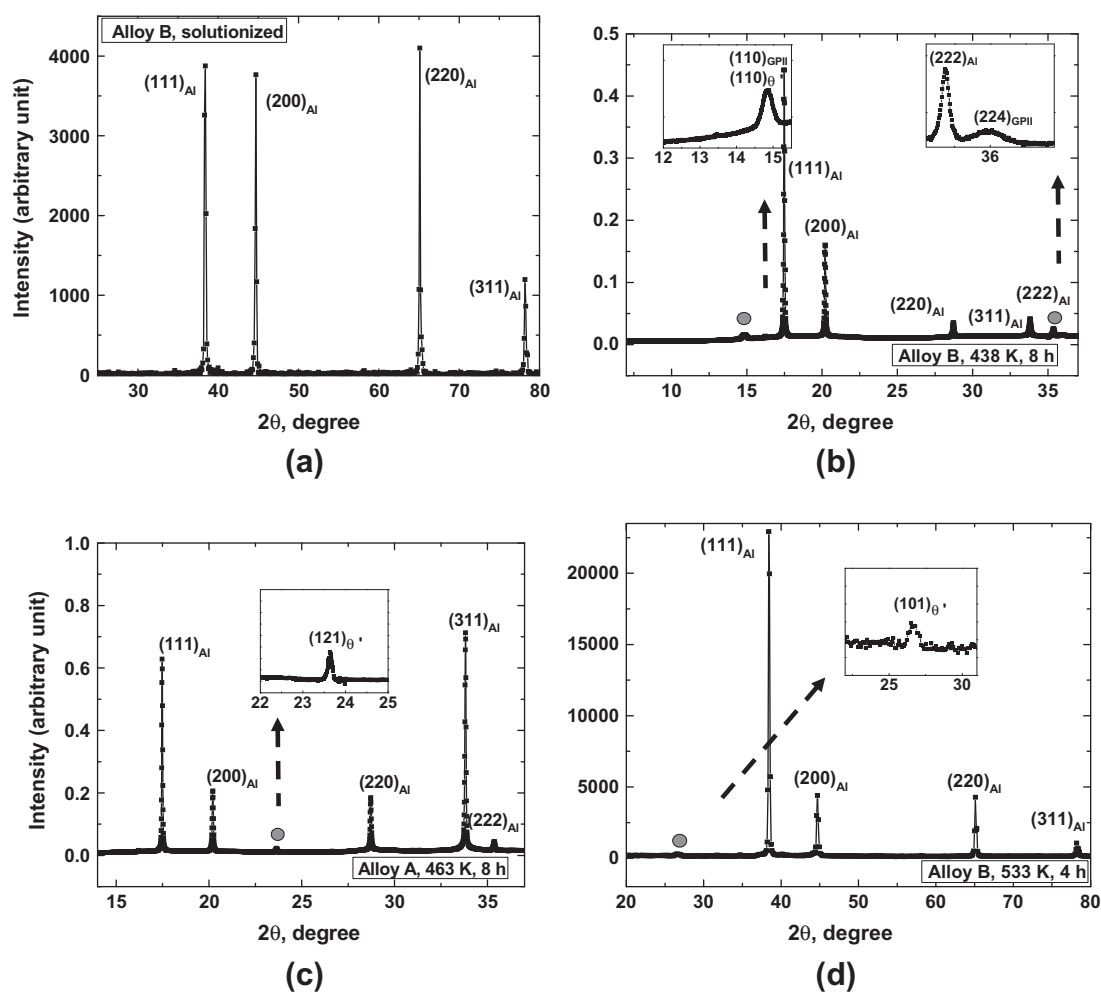 Alloy B, solutionized
(111)Al
(200)Al
(220)Al
(311)Al
4000
3000
2000
1000
0
30 40 50 60 70 80
Intensity (arbitrary unit)
2θ, degree
(a)
0.5
0.4
0.3
0.2
0.1
0.0
(110)GPII
(110)θ'
12 13 14 15
(222)Al
(224)GPII
36
(111)Al
(200)Al
(220)Al
(311)Al
(222)Al
Alloy B, 438 K, 8 h
10 15 20 25 30 35
2θ, degree
(b)
1.0
0.8
0.6
0.4
0.2
0.0
Intensity (arbitrary unit)
(111)Al
(200)Al
(121)θ'
22 23 24 25
(220)Al
(311)Al
(222)Al
Alloy A, 463 K, 8 h
15 20 25 30 35
2θ, degree
(c)
20000
15000
10000
5000
0
(111)Al
(101)θ'
25 30
(200)Al
(220)Al
(311)Al
Alloy B, 533 K, 4 h
20 30 40 50 60 70 80
2θ, degree
(d)